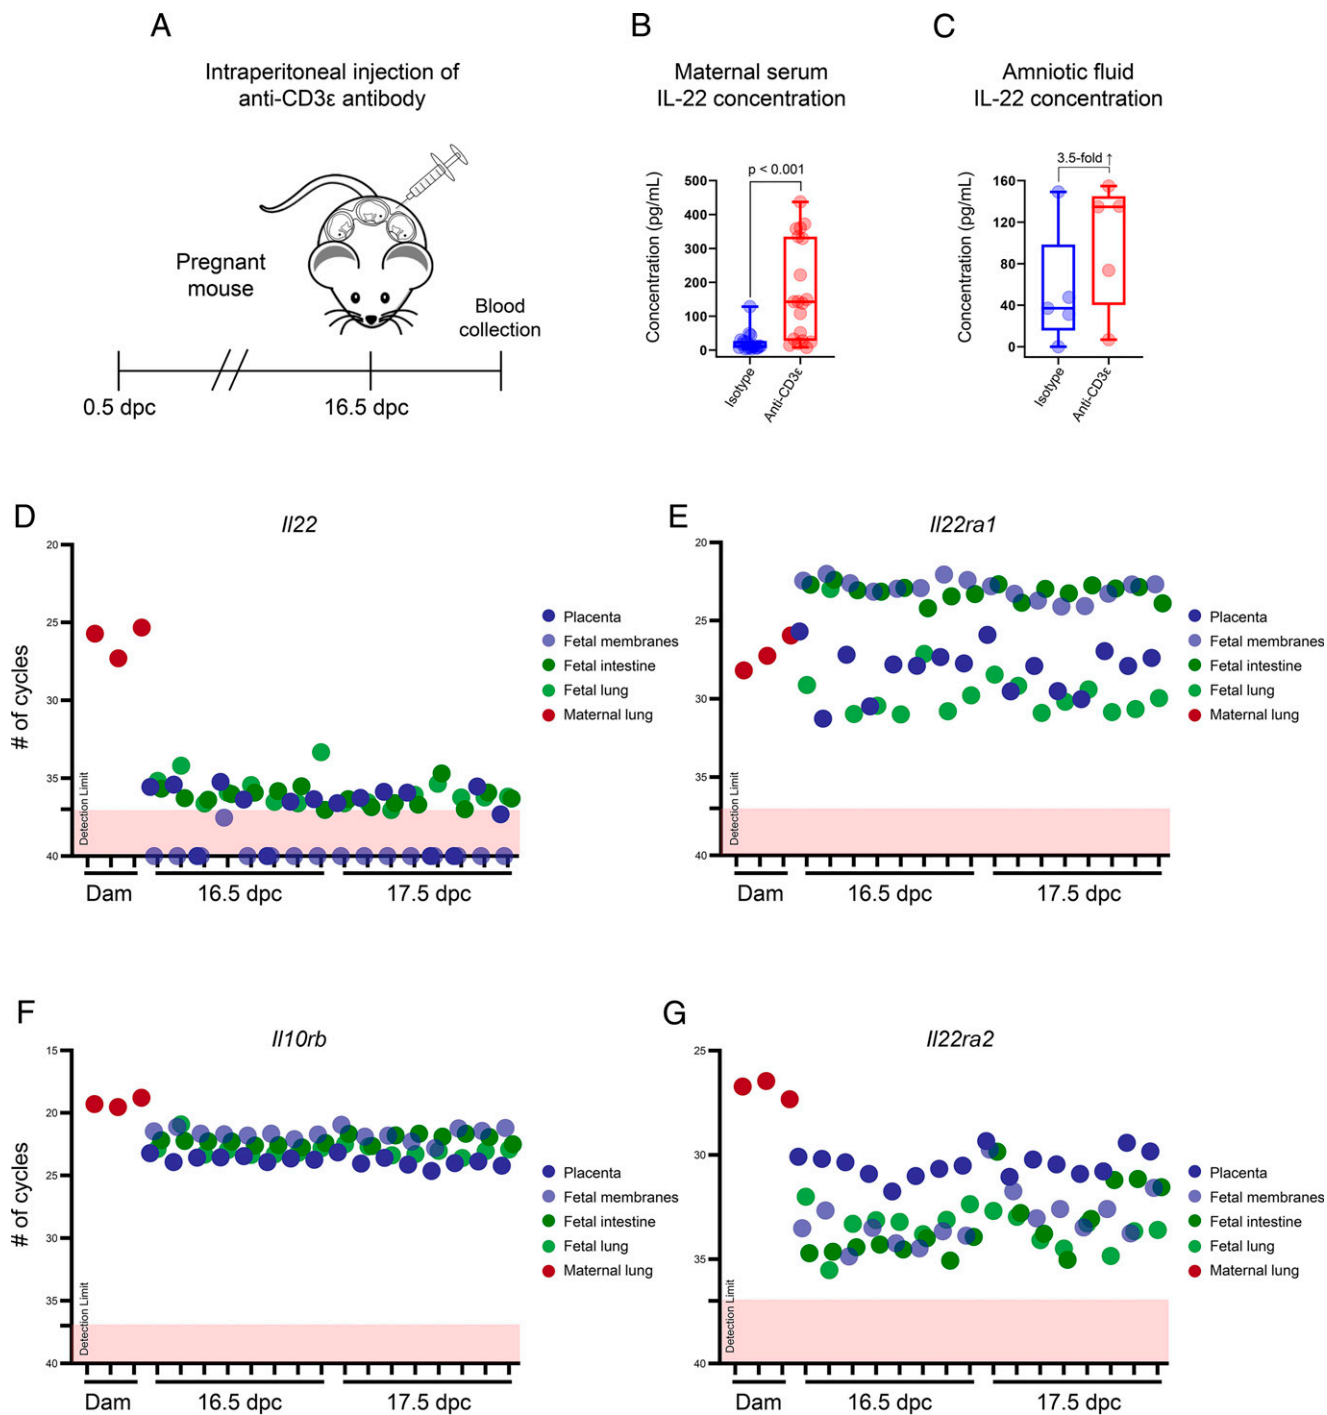 A
Intraperitoneal injection of
anti-CD3ε antibody
Pregnant
mouse
Blood
collection
0.5 dpc
16.5 dpc
B
Maternal serum
IL-22 concentration
Concentration (pg/mL)
p < 0.001
500
400
300
200
100
0
Isotype
Anti-CD3ε
C
Amniotic fluid
IL-22 concentration
Concentration (pg/mL)
3.5-fold ↑
160
120
80
40
0
Isotype
Anti-CD3ε
D
Il22
# of cycles
20
25
30
35
40
Detection Limit
Dam
16.5 dpc
17.5 dpc
Placenta
Fetal membranes
Fetal intestine
Fetal lung
Maternal lung
E
Il22ra1
20
25
30
35
40
Detection Limit
Dam
16.5 dpc
17.5 dpc
Placenta
Fetal membranes
Fetal intestine
Fetal lung
Maternal lung
F
Il10rb
# of cycles
15
20
25
30
35
40
Detection Limit
Dam
16.5 dpc
17.5 dpc
Placenta
Fetal membranes
Fetal intestine
Fetal lung
Maternal lung
G
Il22ra2
25
30
35
40
Detection Limit
Dam
16.5 dpc
17.5 dpc
Placenta
Fetal membranes
Fetal intestine
Fetal lung
Maternal lung